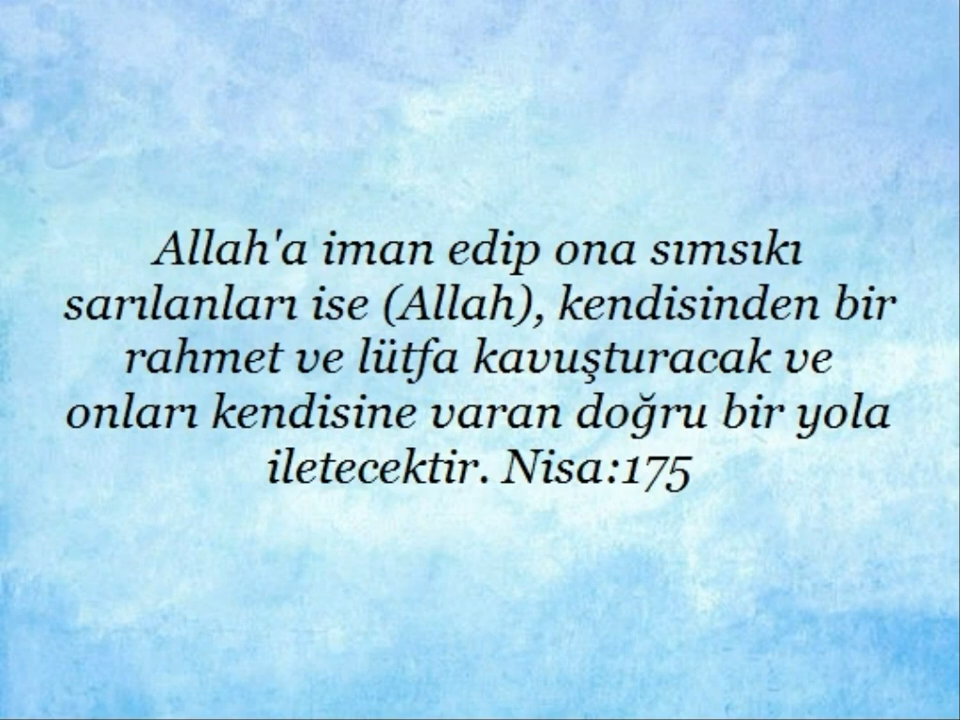 Allah'a iman edip ona sımsıkı
sarılanları ise (Allah), kendisinden bir
rahmet ve lütfa kavuşturacak ve
onları kendisine varan doğru bir yola
iletecektir. Nisa:175